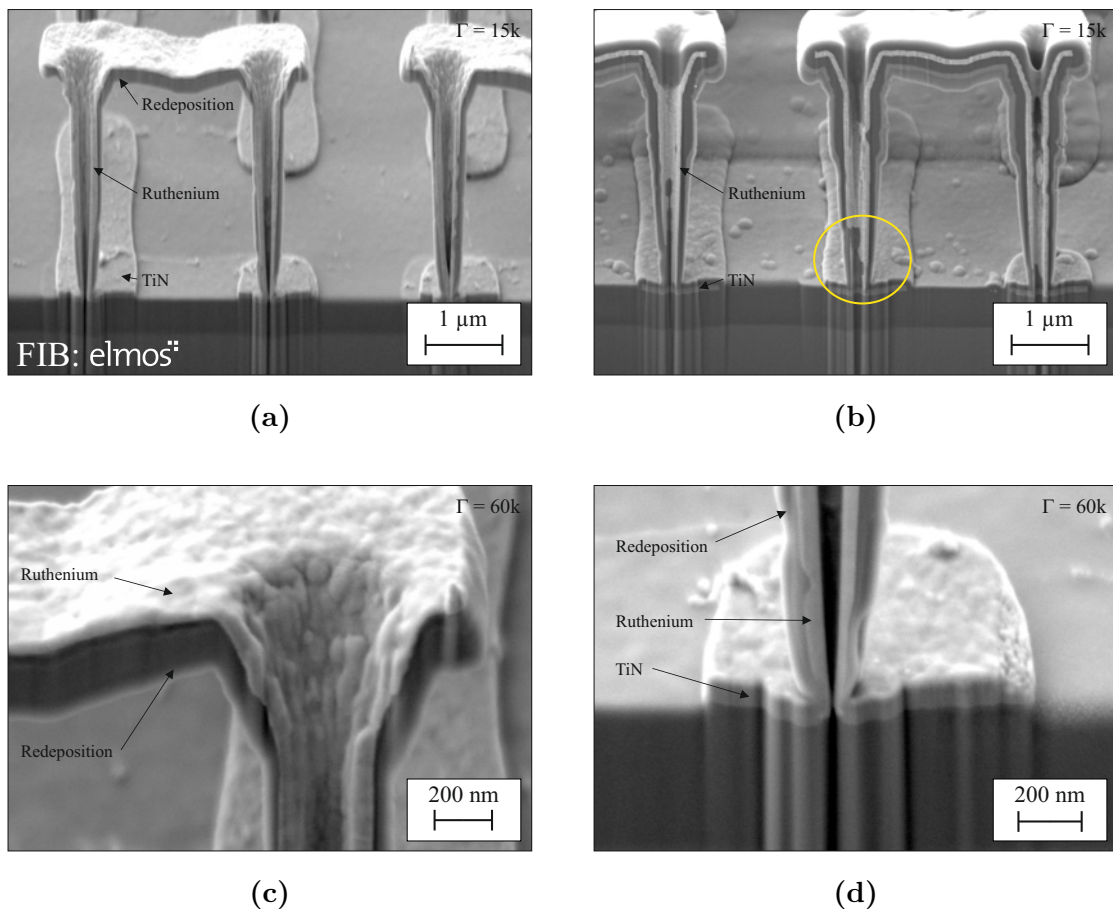 Γ = 15k
Redeposition
Ruthenium
TiN
1 µm
FIB: elmos
(a)
Γ = 15k
Ruthenium
TiN
1 µm
(b)
Γ = 60k
Ruthenium
Redeposition
200 nm
(c)
Γ = 60k
Redeposition
Ruthenium
TiN
200 nm
(d)